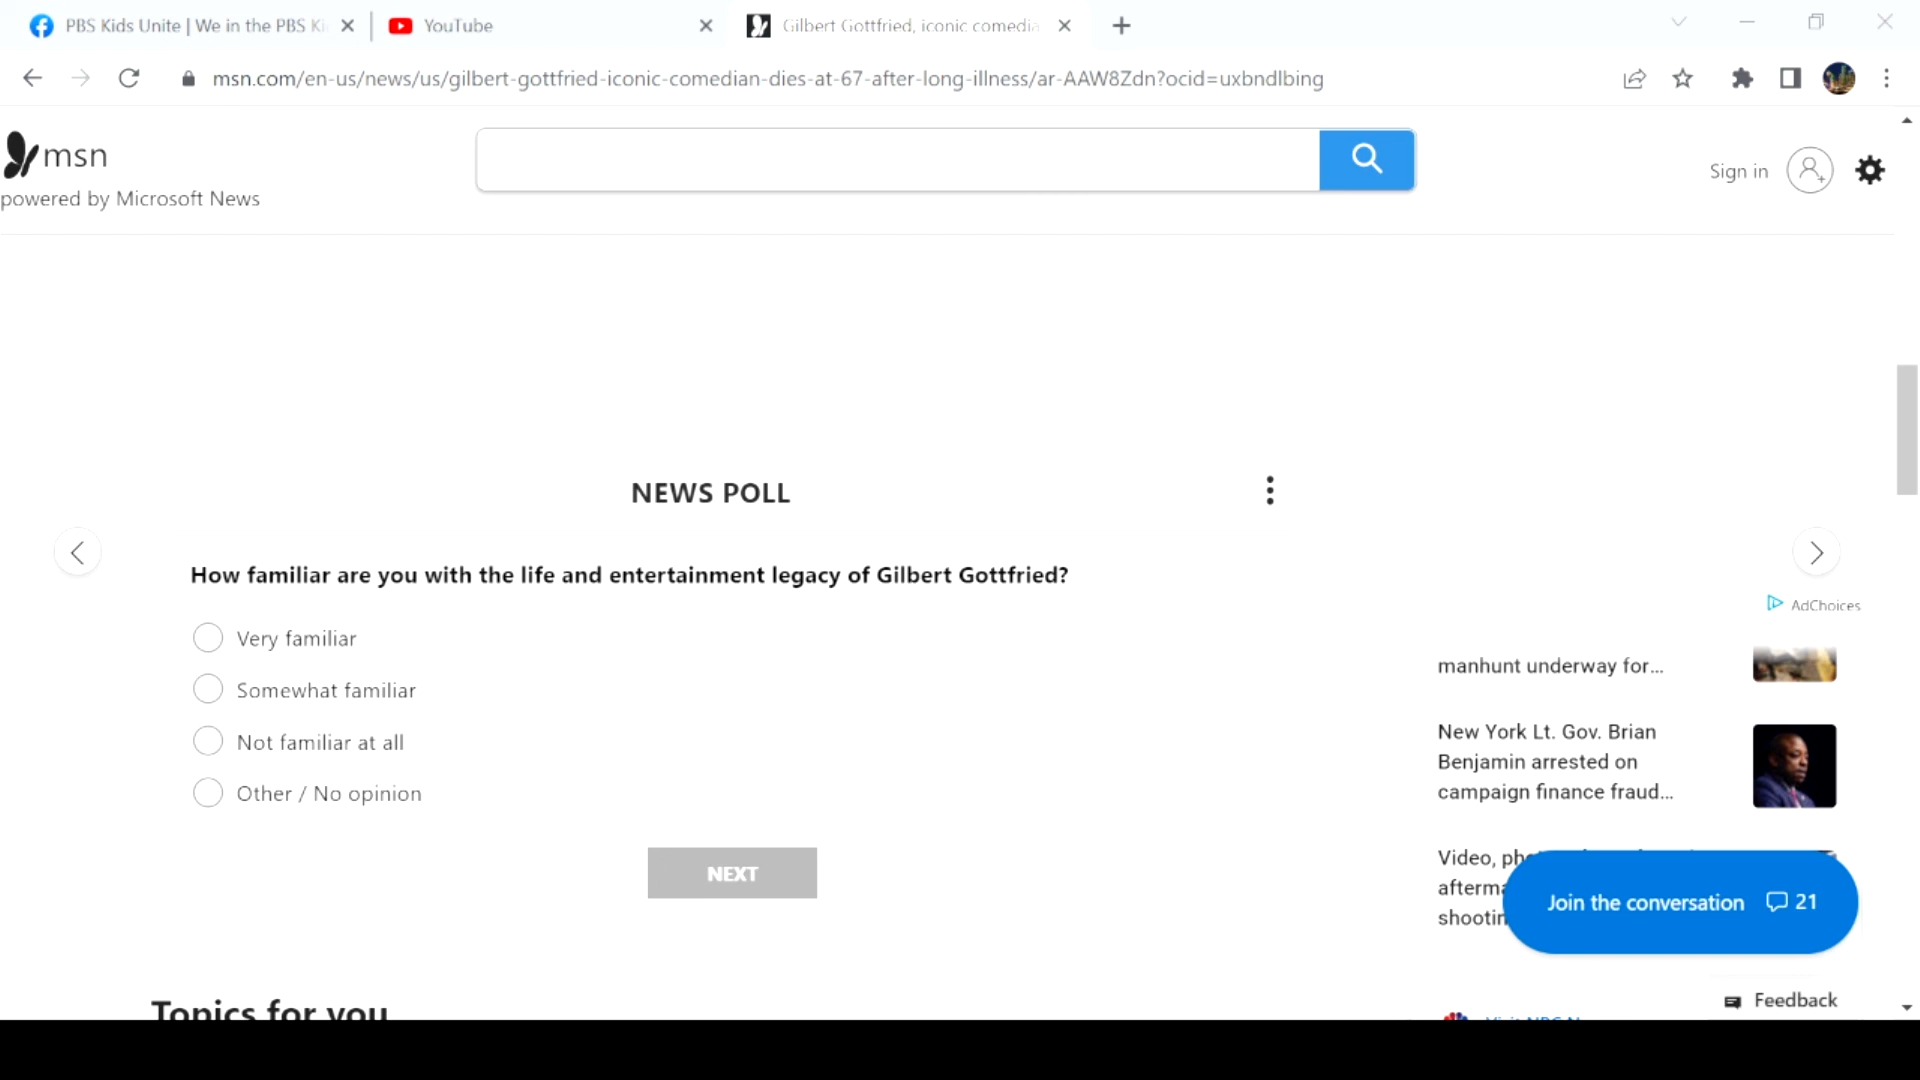 PBS Kids Unite | We in the PBS Ki
YouTube
Gilbert Gottfried, iconic comedia
msn.com/en-us/news/us/gilbert-gottfried-iconic-comedian-dies-at-67-after-long-illness/ar-AAW8Zdn?ocid=uxbndlbing
msn
powered by Microsoft News
Sign in
NEWS POLL
How familiar are you with the life and entertainment legacy of Gilbert Gottfried?
Very familiar
Somewhat familiar
Not familiar at all
Other / No opinion
NEXT
AdChoices
manhunt underway for...
New York Lt. Gov. Brian
Benjamin arrested on
campaign finance fraud...
Video,
Join the conversation 21
Feedback
Topics for you